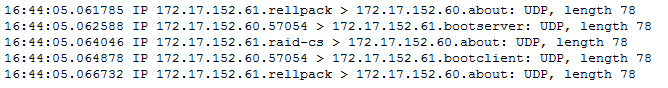 16:44:05.061785 IP 172.17.152.61.rellpack > 172.17.152.60.about: UDP, length 78
16:44:05.062588 IP 172.17.152.60.57054 > 172.17.152.61.bootserver: UDP, length 78
16:44:05.064046 IP 172.17.152.61.raid-cs > 172.17.152.60.about: UDP, length 78
16:44:05.064878 IP 172.17.152.60.57054 > 172.17.152.61.bootclient: UDP, length 78
16:44:05.066732 IP 172.17.152.61.rellpack > 172.17.152.60.about: UDP, length 78